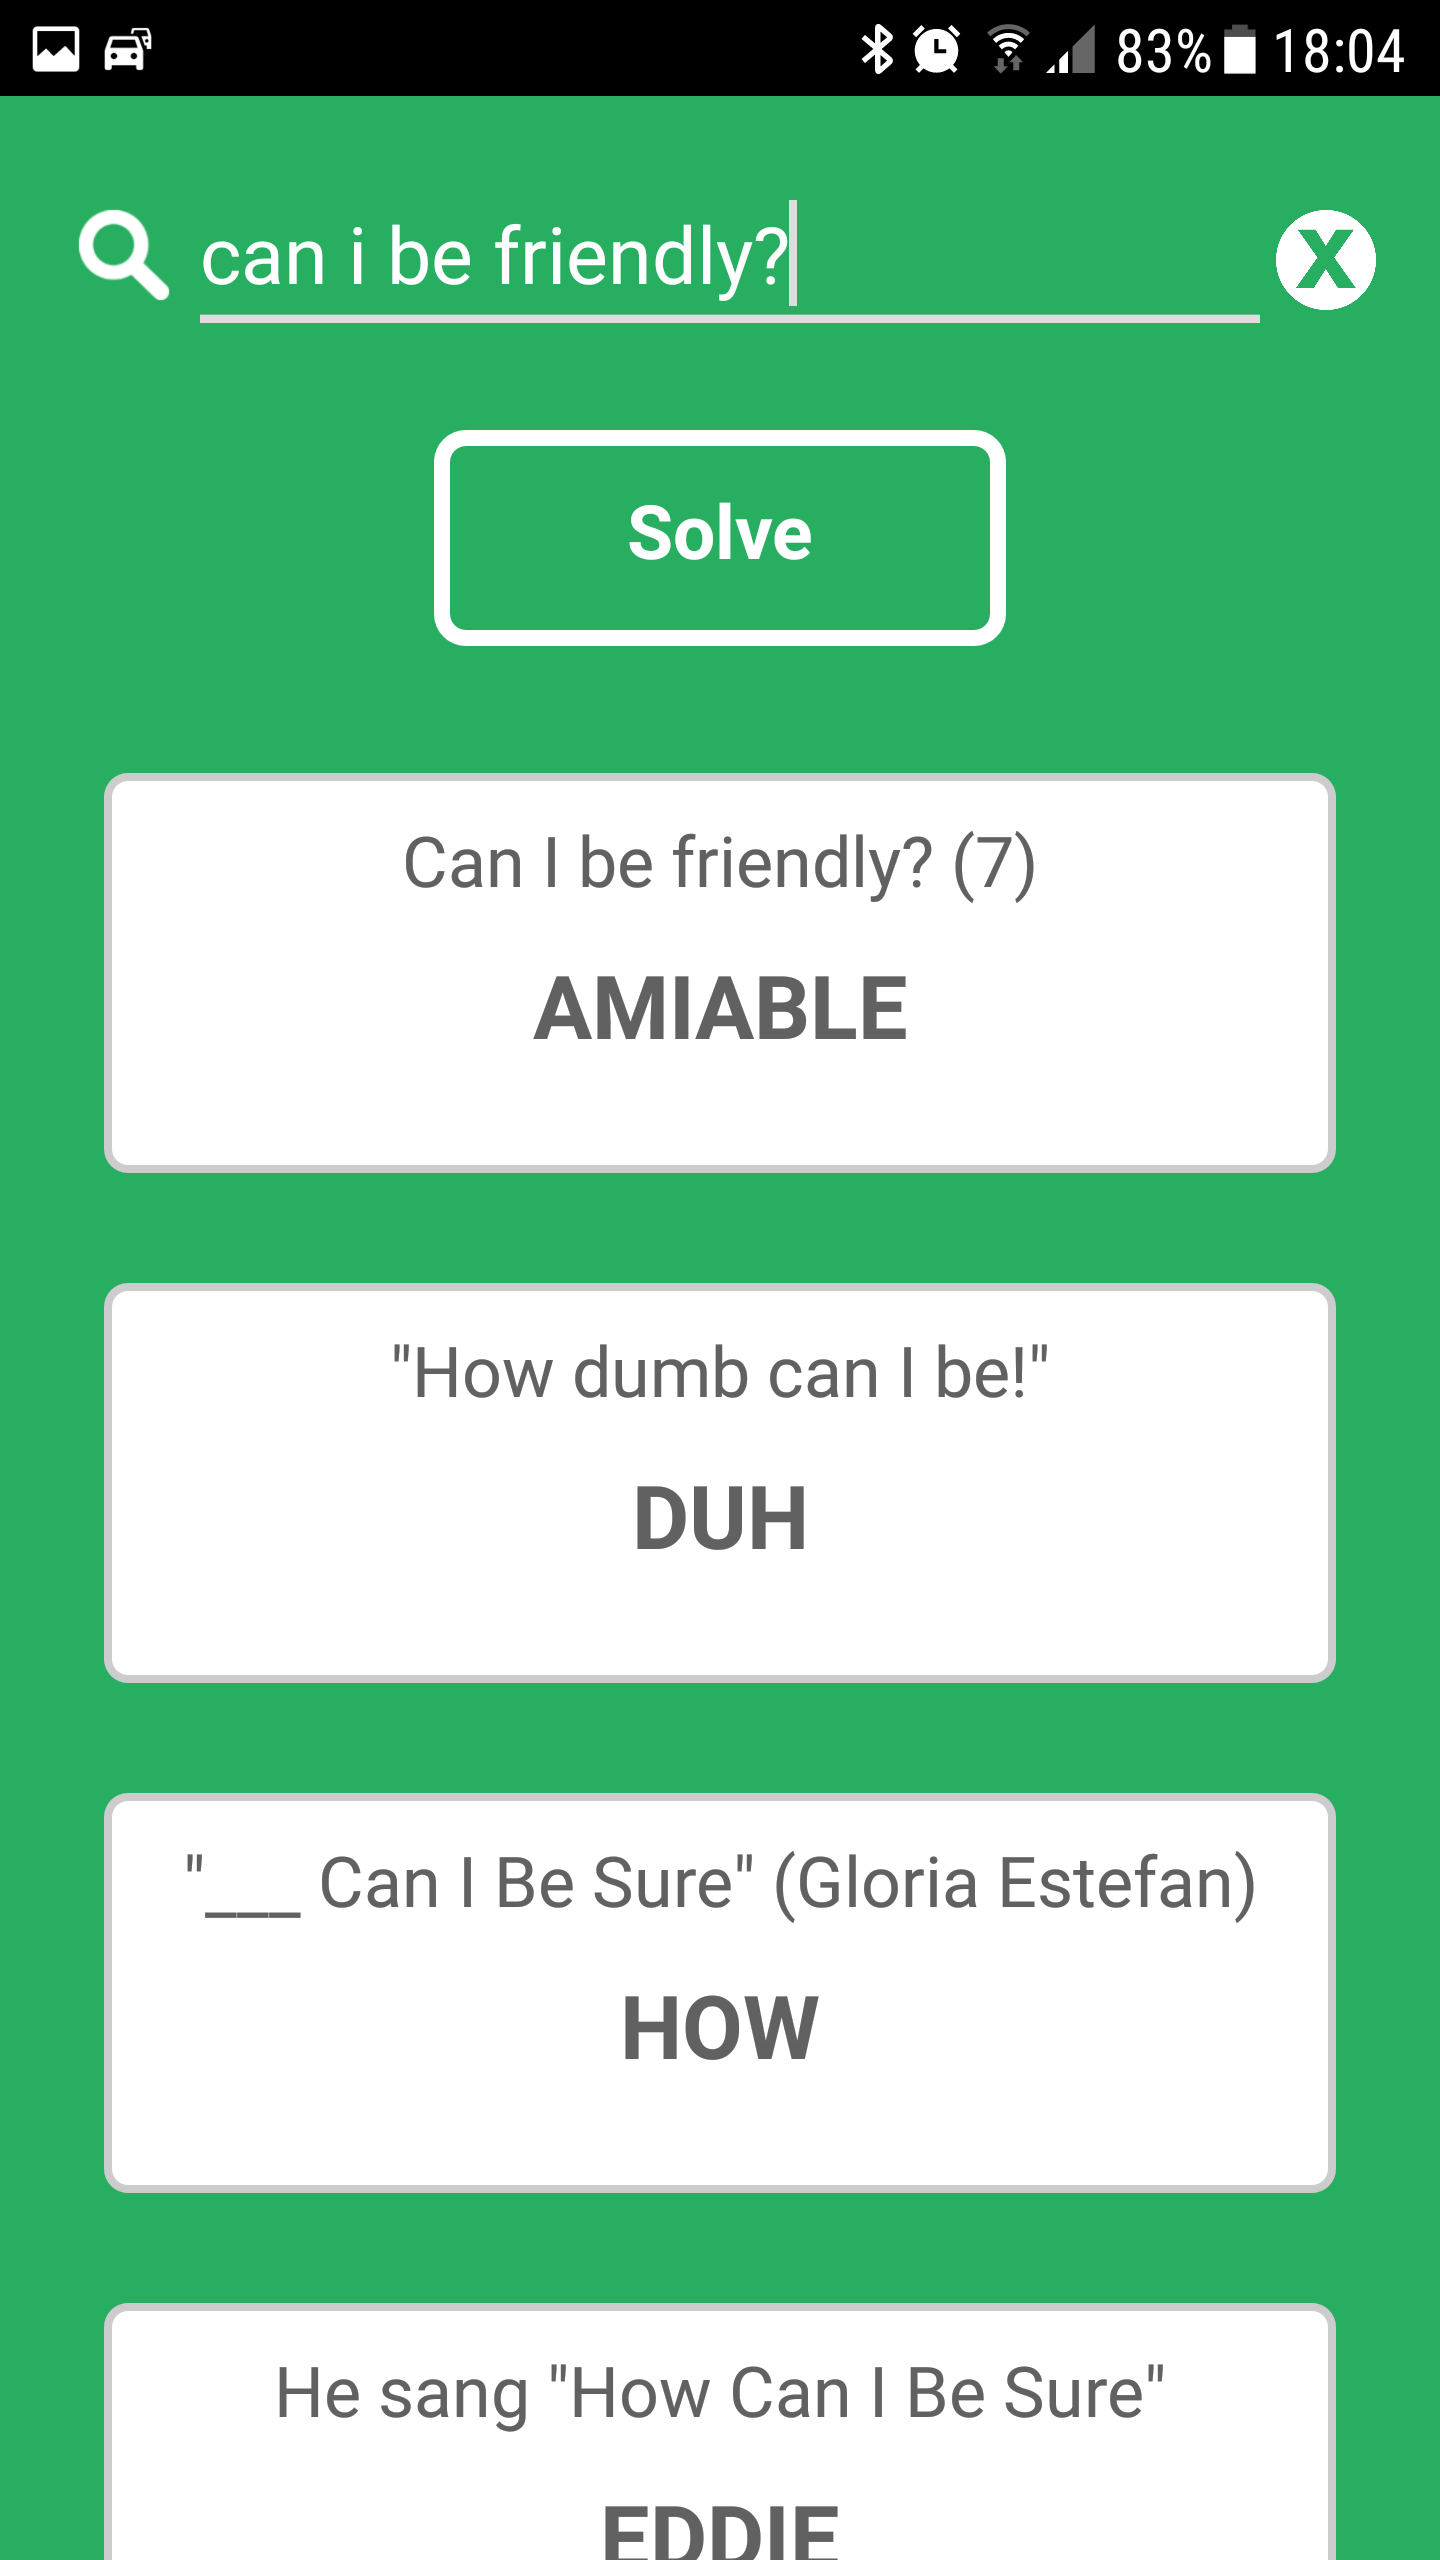 83% 18:04
can i be friendly?
X
Solve
Can I be friendly? (7)
AMIABLE
"How dumb can I be!"
DUH
"___ Can I Be Sure" (Gloria Estefan)
HOW
He sang "How Can I Be Sure"
EDDIE